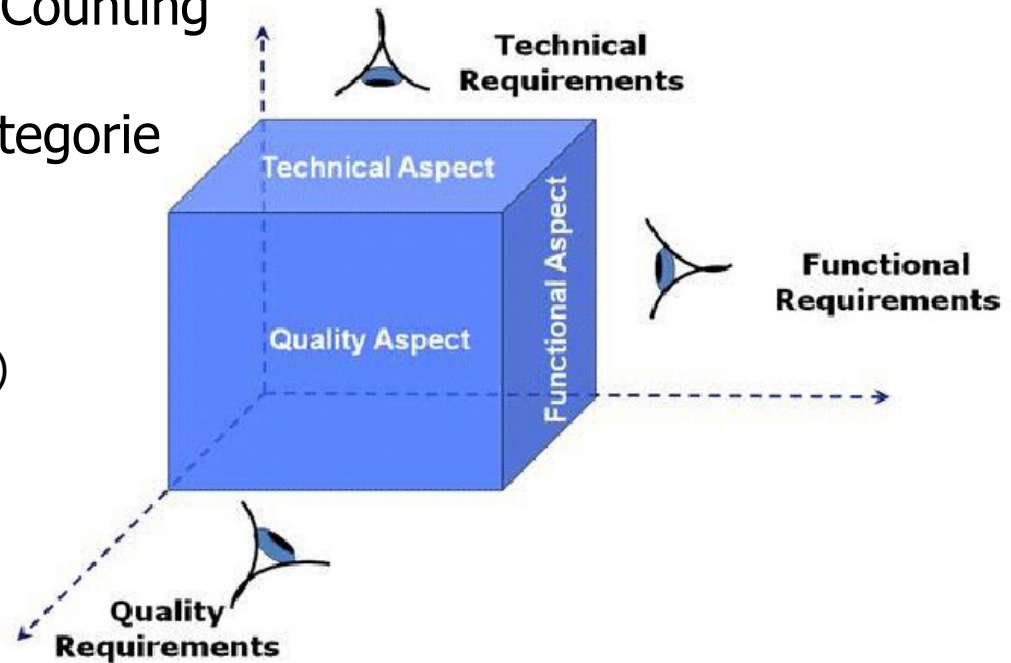 Counting
tegorie
)
Technical
Requirements
Technical Aspect
Functional Aspect
Quality Aspect
Functional
Requirements
Quality
Requirements